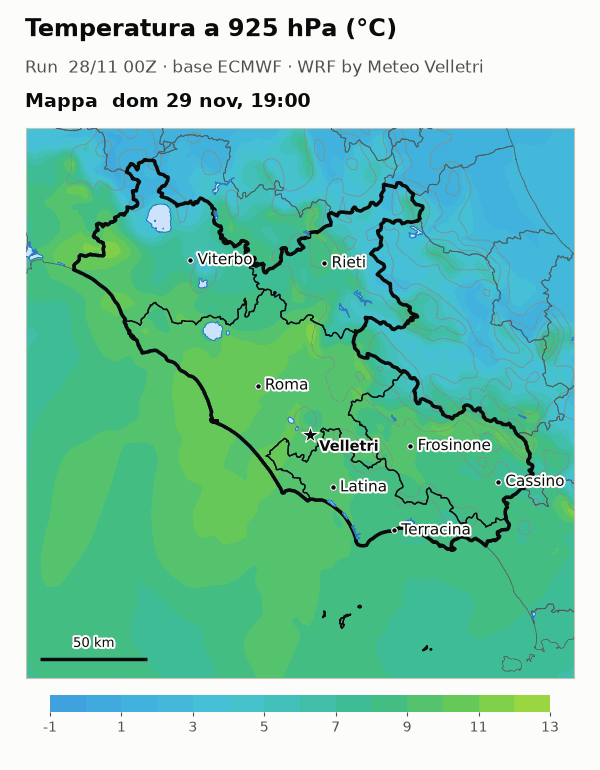 Temperatura a 925 hPa (°C)
Run  28/11 00Z · base ECMWF · WRF by Meteo Velletri
Mappa  dom 29 nov, 19:00
Viterbo
Rieti
Roma
Velletri
Frosinone
Latina
Cassino
Terracina
50 km
-1 1 3 5 7 9 11 13